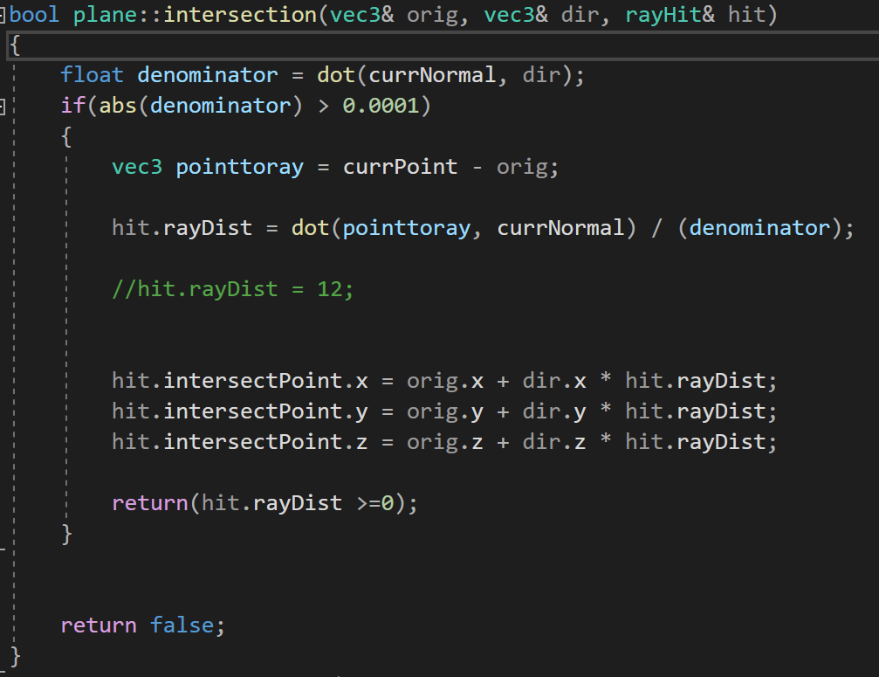 bool plane::intersection(vec3& orig, vec3& dir, rayHit& hit)
{
    float denominator = dot(currNormal, dir);
    if(abs(denominator) > 0.0001)
    {
        vec3 pointtoray = currPoint - orig;
        hit.rayDist = dot(pointtoray, currNormal) / (denominator);
        //hit.rayDist = 12;
        hit.intersectPoint.x = orig.x + dir.x * hit.rayDist;
        hit.intersectPoint.y = orig.y + dir.y * hit.rayDist;
        hit.intersectPoint.z = orig.z + dir.z * hit.rayDist;
        return(hit.rayDist >=0);
    }
    return false;
}